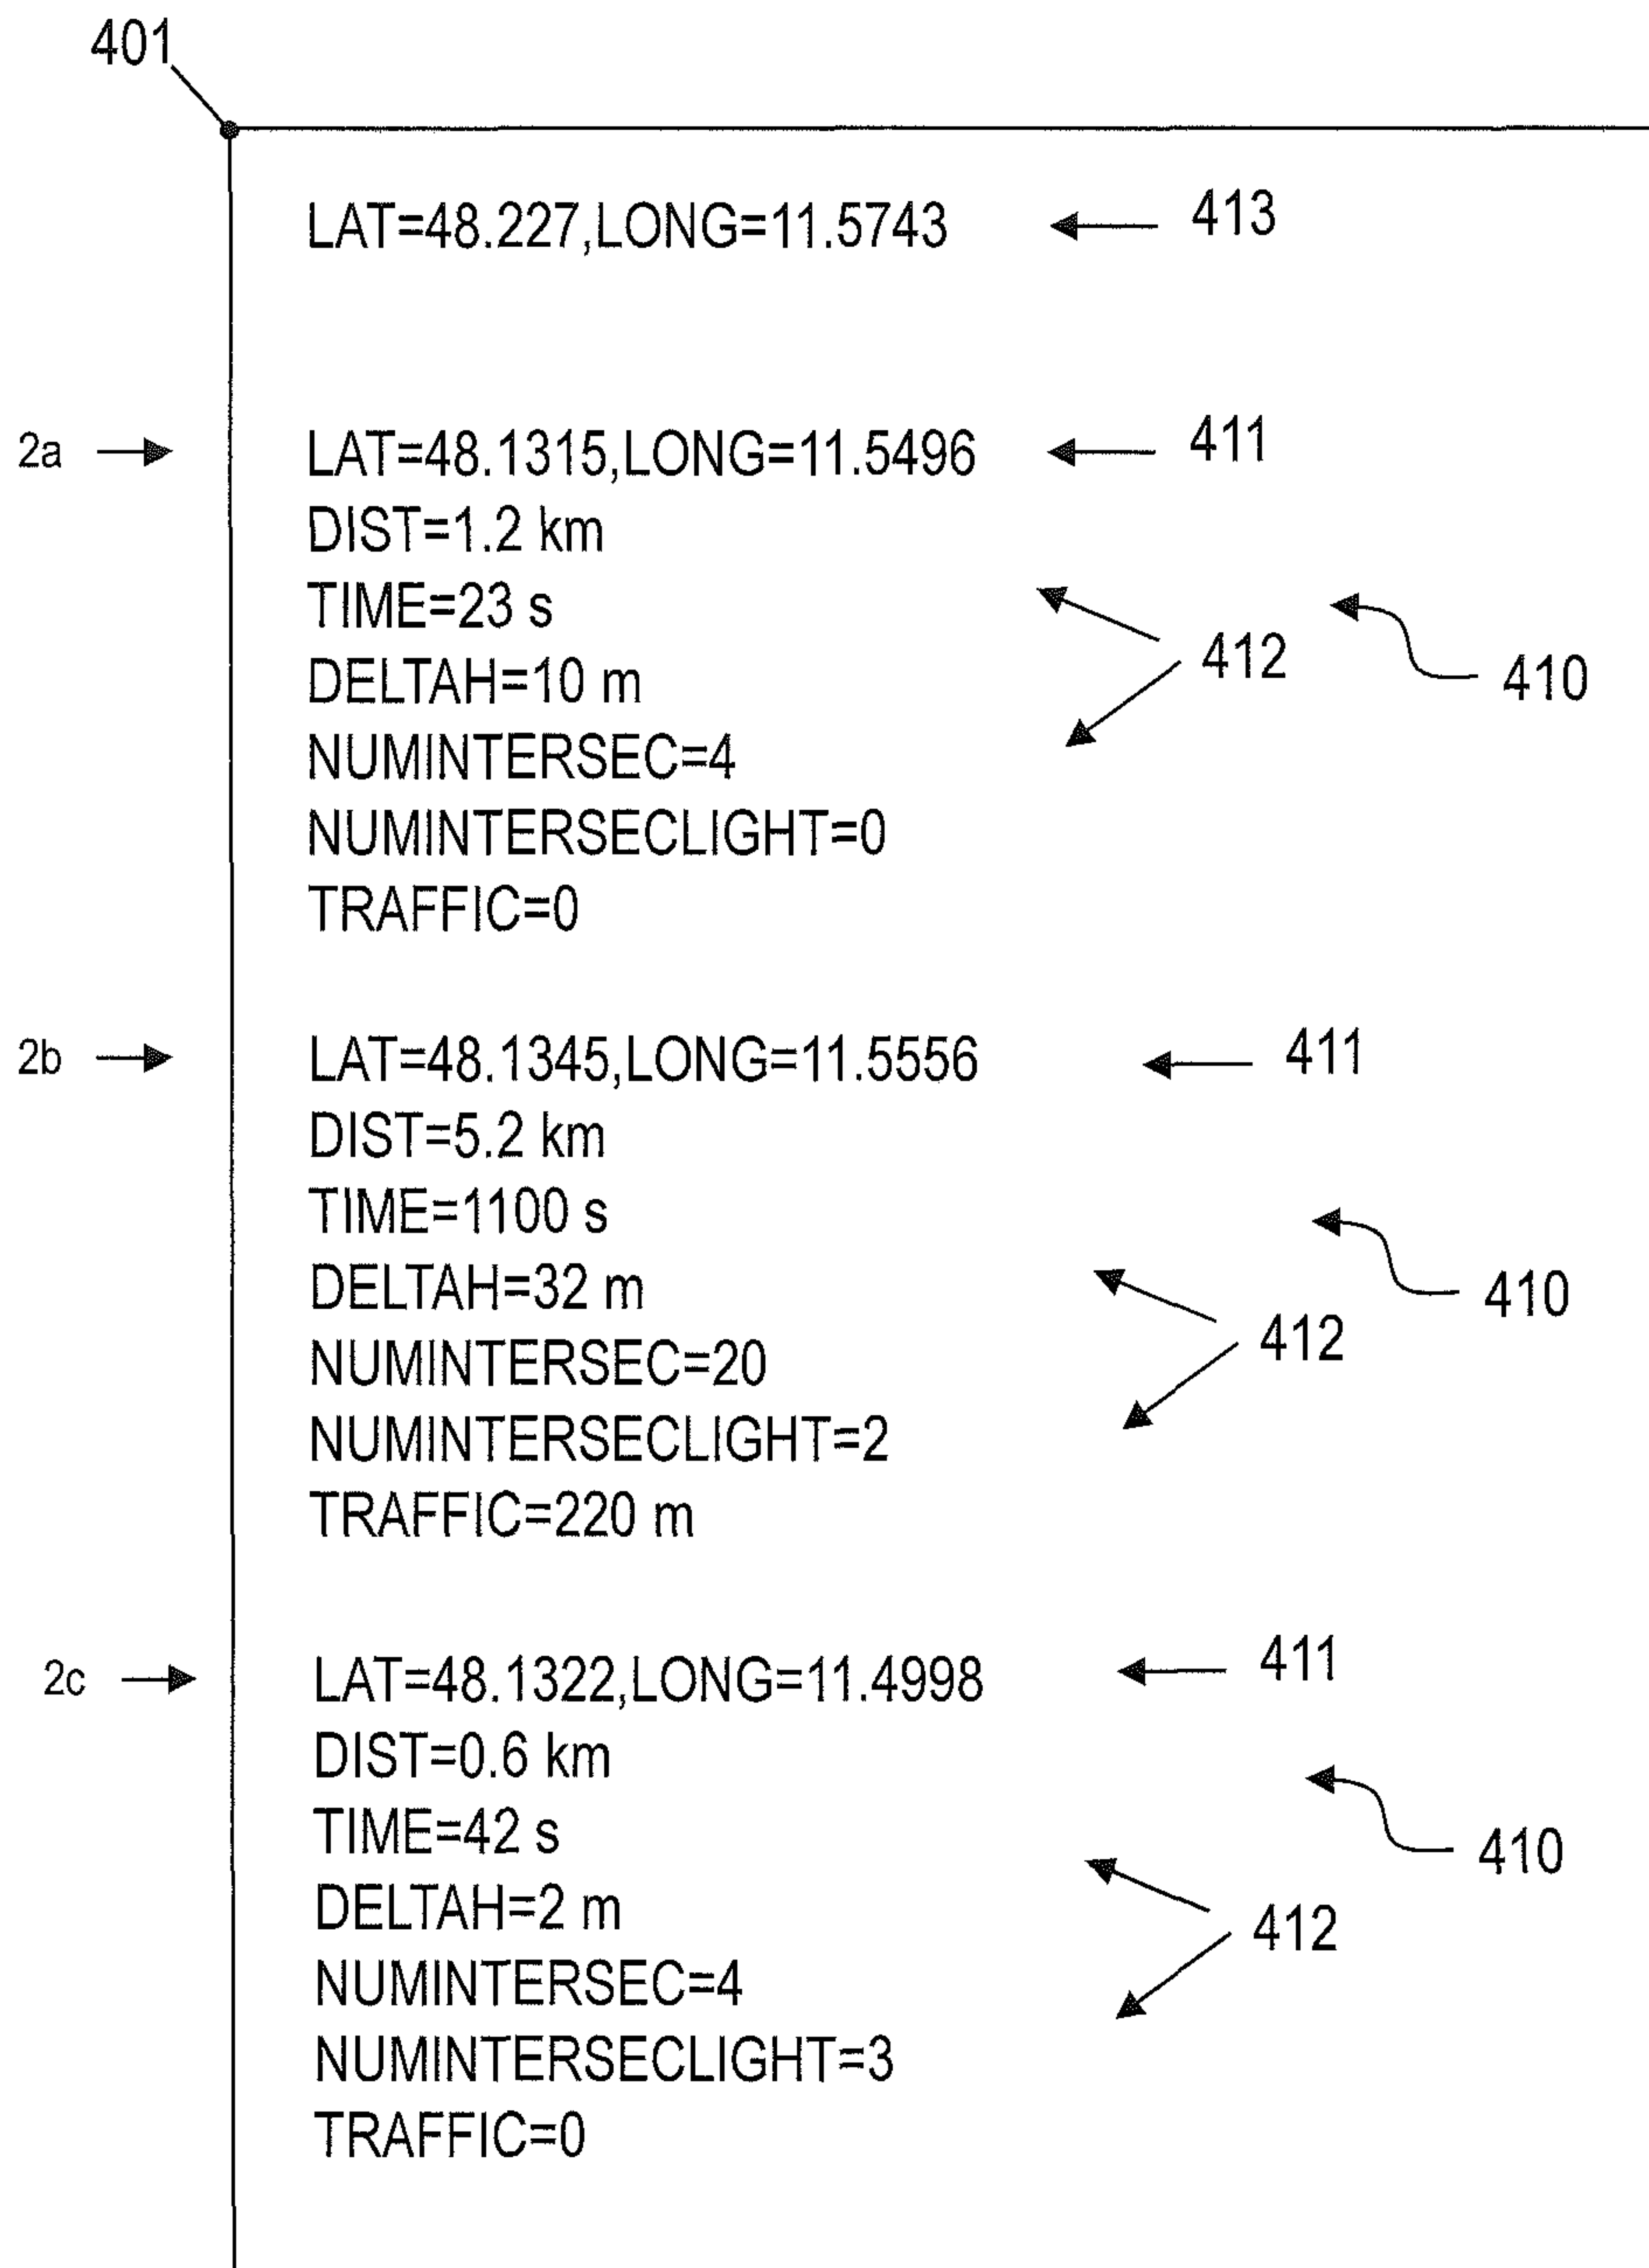 401
LAT=48.227,LONG=11.5743 413
2a LAT=48.1315,LONG=11.5496 411
DIST=1.2 km
TIME=23 s
412
DELTAH=10 m 410
NUMINTERSEC=4
NUMINTERSECLIGHT=0
TRAFFIC=0
2b LAT=48.1345,LONG=11.5556 411
DIST=5.2 km
TIME=1100 s
DELTAH=32 m 410
412
NUMINTERSEC=20
NUMINTERSECLIGHT=2
TRAFFIC=220 m
2c LAT=48.1322,LONG=11.4998 411
DIST=0.6 km
TIME=42 s 410
DELTAH=2 m 412
NUMINTERSEC=4
NUMINTERSECLIGHT=3
TRAFFIC=0